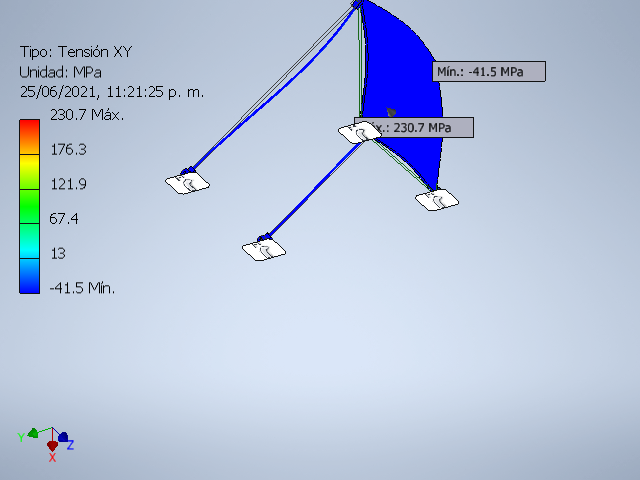 Tipo: Tensión XY
Unidad: MPa
25/06/2021, 11:21:25 p. m.
230.7 Máx.
176.3
121.9
67.4
13
-41.5 Mín.
Mín.: -41.5 MPa
x.: 230.7 MPa
Y
Z
X